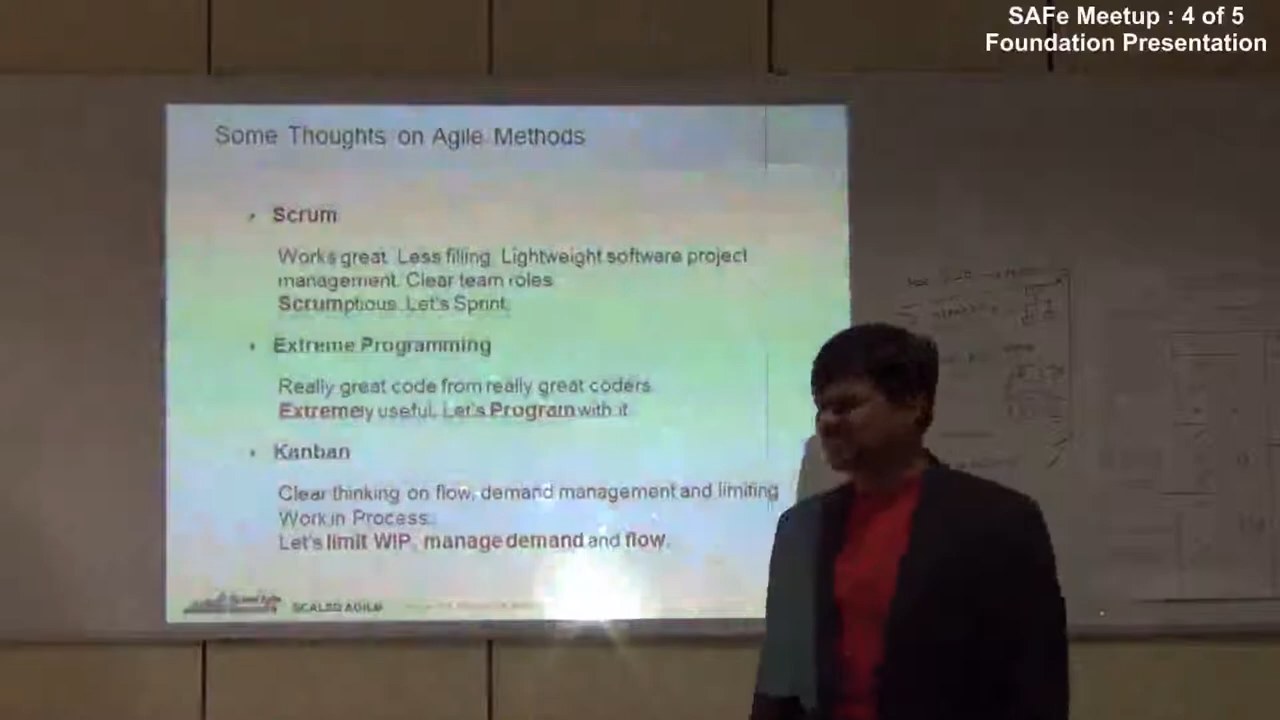 SAFe Meetup : 4 of 5
Foundation Presentation
Some Thoughts on Agile Methods
Scrum
Works great. Less filling. Lightweight software project
management. Clear team roles.
Scrumptious. Let's Sprint.
Extreme Programming
Really great code from really great coders.
Extremely useful. Let's Program with it.
Kanban
Clear thinking on flow, demand management and limiting
Work in Process.
Let's limit WIP, manage demand and flow.
SCALED AGILE